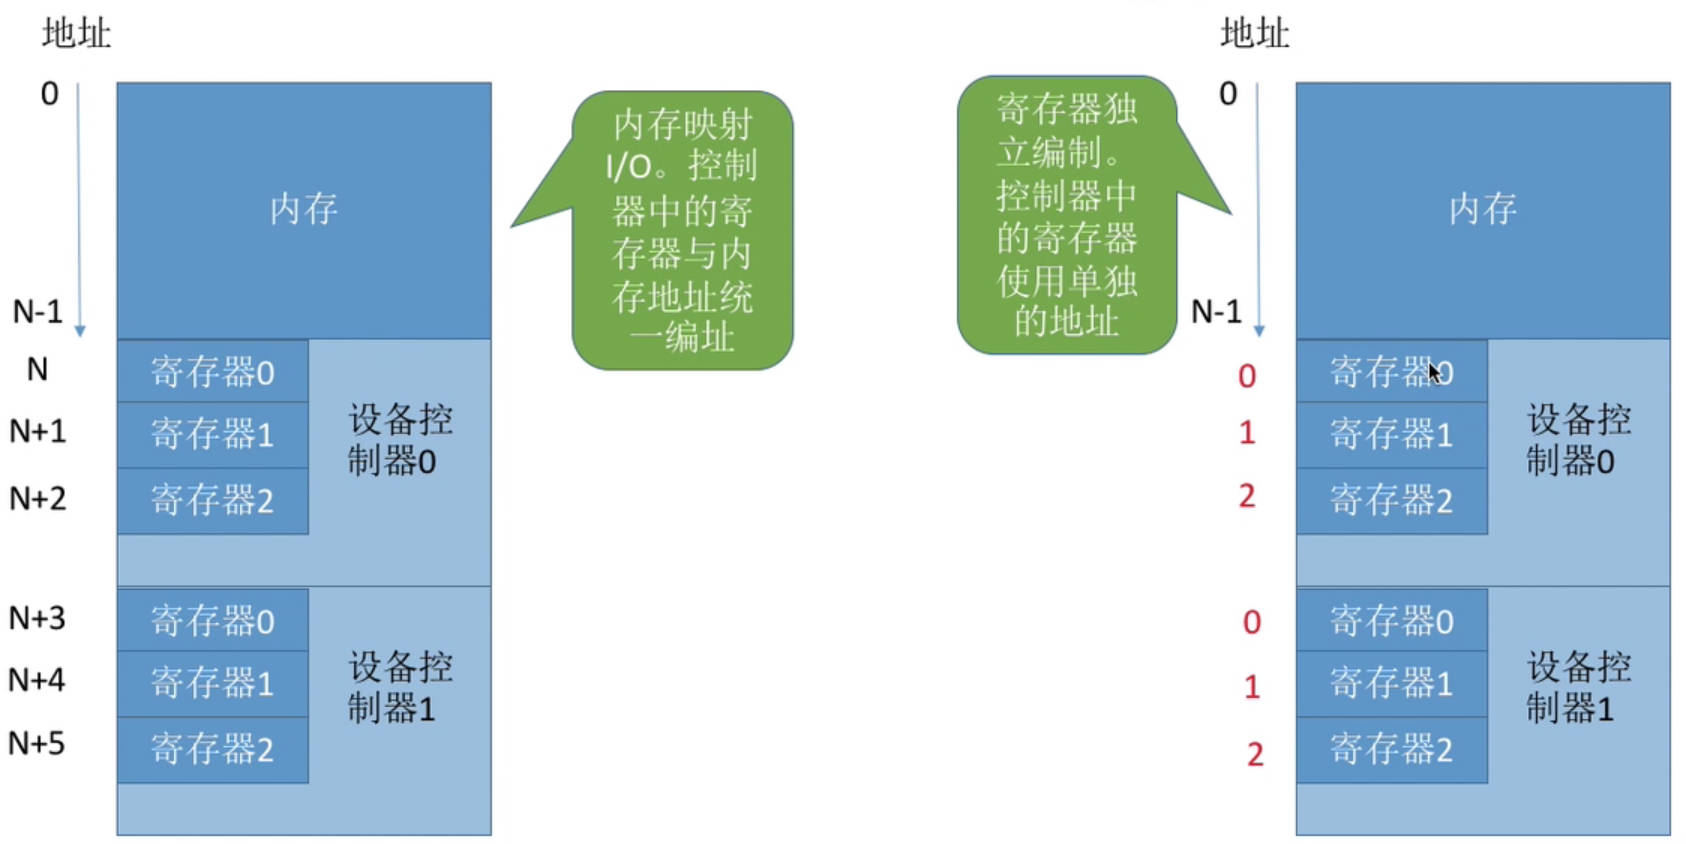 地址
0
内存
N-1
N
寄存器0
N+1
寄存器1
N+2
寄存器2
设备控
制器0
N+3
寄存器0
N+4
寄存器1
N+5
寄存器2
设备控
制器1
内存映射
I/O。控制
器中的寄
存器与内
存地址统
一编址
寄存器独
立编制。
控制器中
的寄存器
使用单独
的地址
地址
0
内存
N-1
0
寄存器0
1
寄存器1
2
寄存器2
设备控
制器0
0
寄存器0
1
寄存器1
2
寄存器2
设备控
制器1